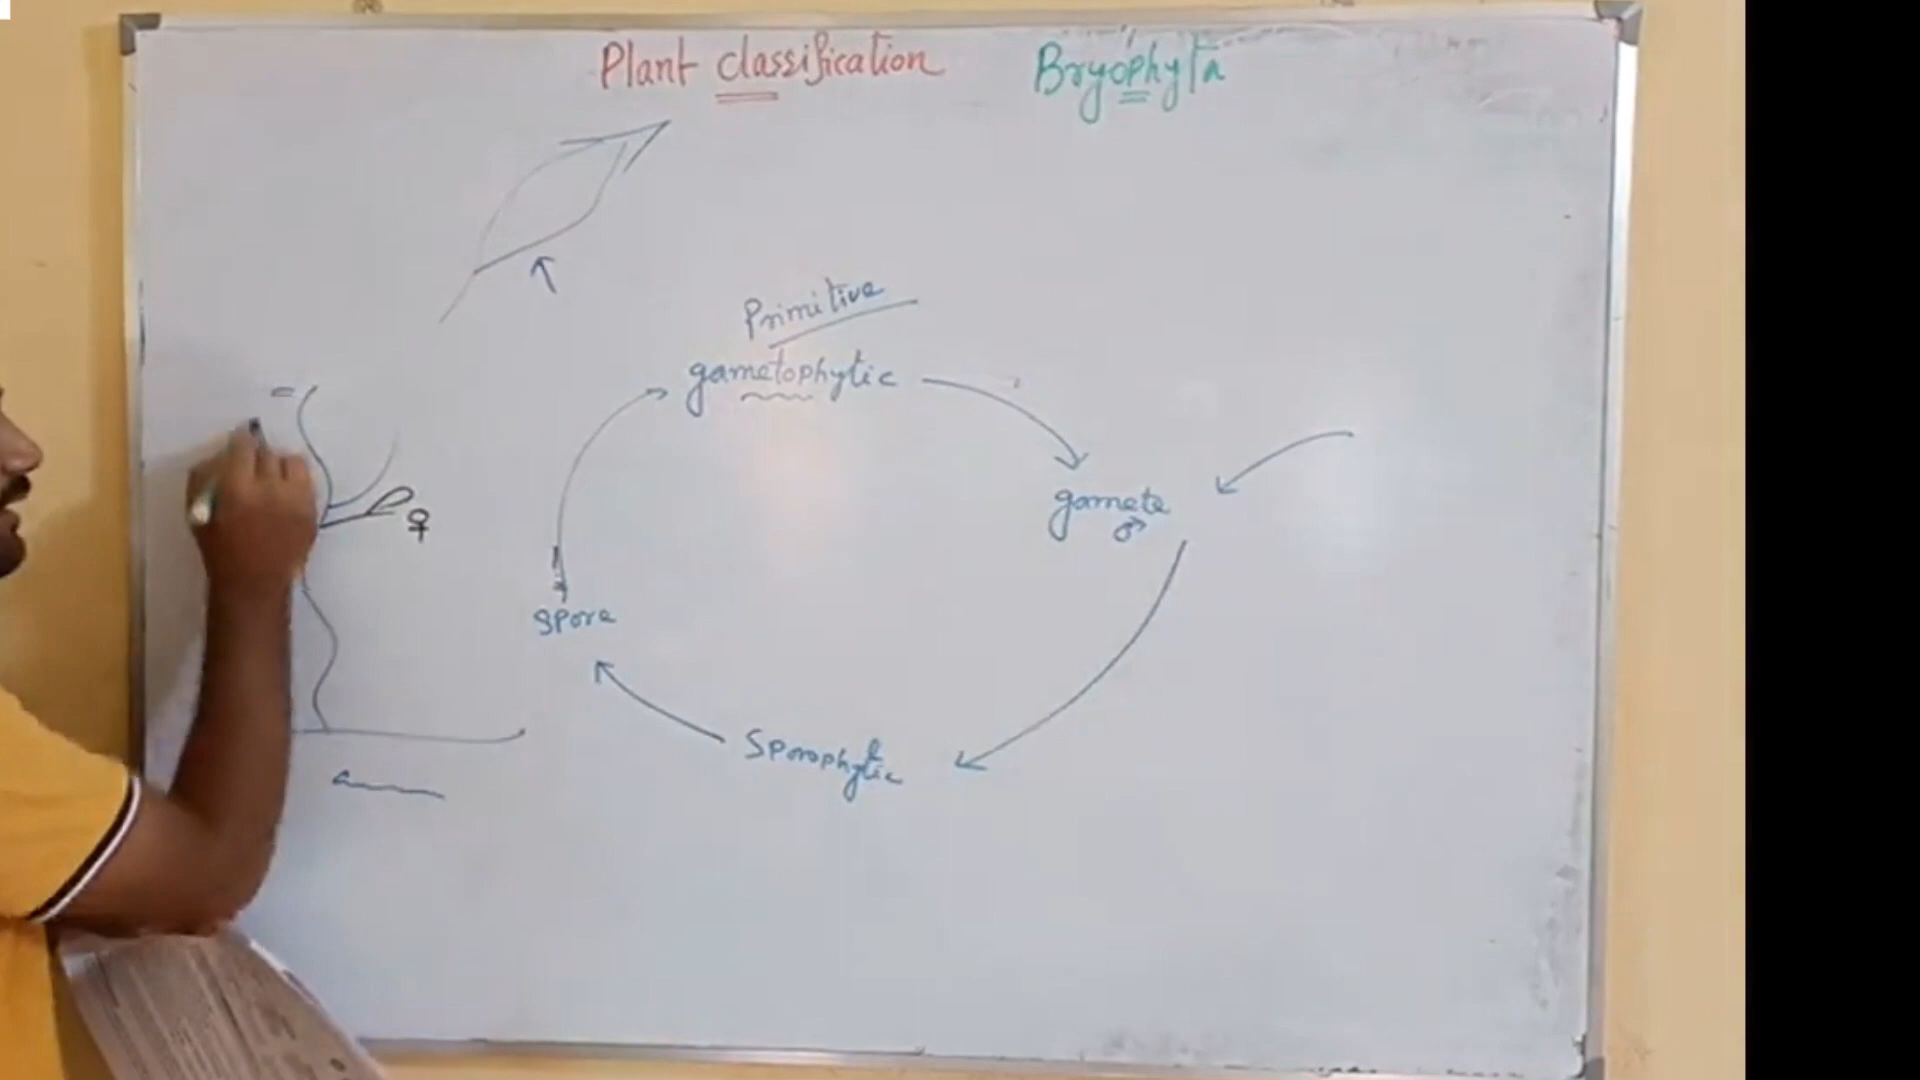 Plant classification Bryophyta
Primitive
gametophytic
gamete
♂
♀
spore
Sporophytic